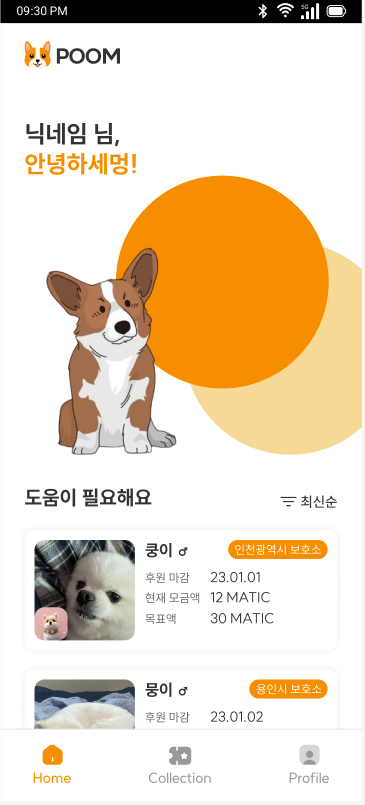 09:30 PM
5G
POOM
닉네임 님,
안녕하세멍!
도움이 필요해요
최신순
쿵이 ♂
인천광역시 보호소
후원 마감 23.01.01
현재 모금액 12 MATIC
목표액 30 MATIC
뭉이 ♂
용인시 보호소
후원 마감 23.01.02
Home
Collection
Profile